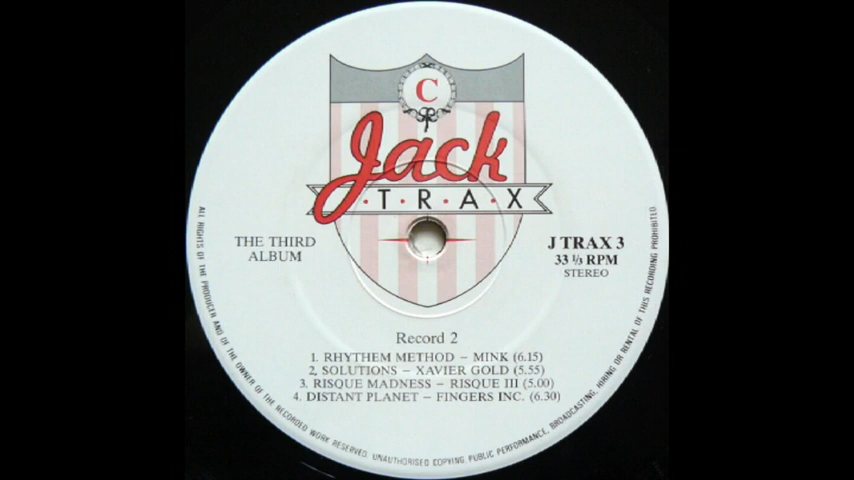 C
Jack
T·R·A·X
THE THIRD
ALBUM
J TRAX 3
33 ⅓ RPM
STEREO
Record 2
1. RHYTHEM METHOD – MINK (6.15)
2, SOLUTIONS – XAVIER GOLD (5.55)
3. RISQUE MADNESS – RISQUE III (5.00)
4. DISTANT PLANET – FINGERS INC. (6.30)
ALL RIGHTS OF THE PRODUCER AND OF THE OWNER OF THE RECORDED WORK RESERVED. UNAUTHORISED COPYING, PUBLIC PERFORMANCE, BROADCASTING, HIRING OR RENTAL OF THIS RECORDING PROHIBITED